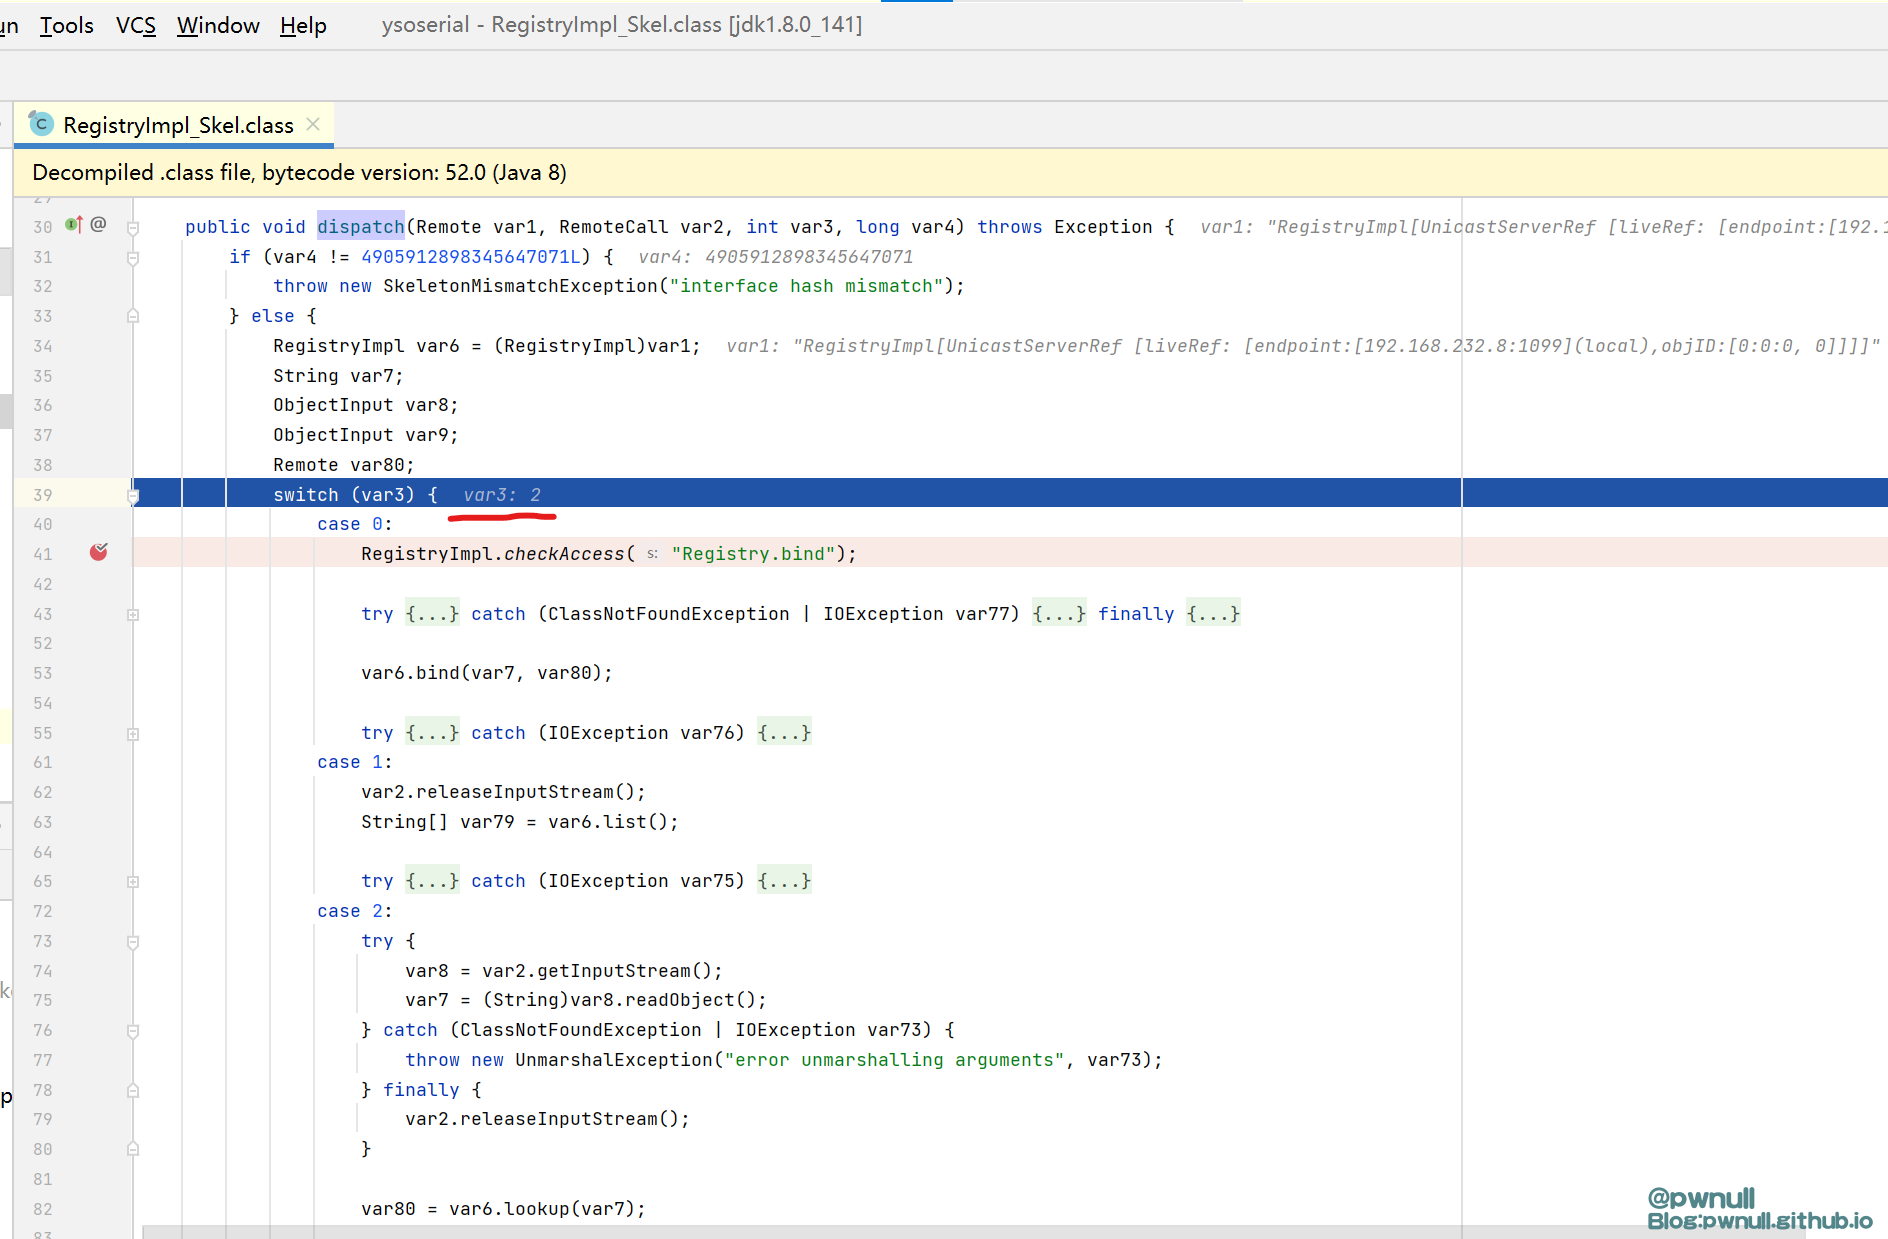 un Tools VCS Window Help ysoserial - RegistryImpl_Skel.class [jdk1.8.0_141]
RegistryImpl_Skel.class
Decompiled .class file, bytecode version: 52.0 (Java 8)
29
30 @ public void dispatch(Remote var1, RemoteCall var2, int var3, long var4) throws Exception { var1: "RegistryImpl[UnicastServerRef [liveRef: [endpoint:[192.1
31 if (var4 != 4905912898345647071L) { var4: 4905912898345647071
32 throw new SkeletonMismatchException("interface hash mismatch");
33 } else {
34 RegistryImpl var6 = (RegistryImpl)var1; var1: "RegistryImpl[UnicastServerRef [liveRef: [endpoint:[192.168.232.8:1099](local),objID:[0:0:0, 0]]]]"
35 String var7;
36 ObjectInput var8;
37 ObjectInput var9;
38 Remote var80;
39 switch (var3) { var3: 2
40 case 0:
41 RegistryImpl.checkAccess( s: "Registry.bind");
42
43 try {...} catch (ClassNotFoundException | IOException var77) {...} finally {...}
52
53 var6.bind(var7, var80);
54
55 try {...} catch (IOException var76) {...}
61 case 1:
62 var2.releaseInputStream();
63 String[] var79 = var6.list();
64
65 try {...} catch (IOException var75) {...}
72 case 2:
73 try {
74 var8 = var2.getInputStream();
75 var7 = (String)var8.readObject();
76 } catch (ClassNotFoundException | IOException var73) {
77 throw new UnmarshalException("error unmarshalling arguments", var73);
78 } finally {
79 var2.releaseInputStream();
80 }
81
82 var80 = var6.lookup(var7);
83
@pwnull
Blog:pwnull.github.io